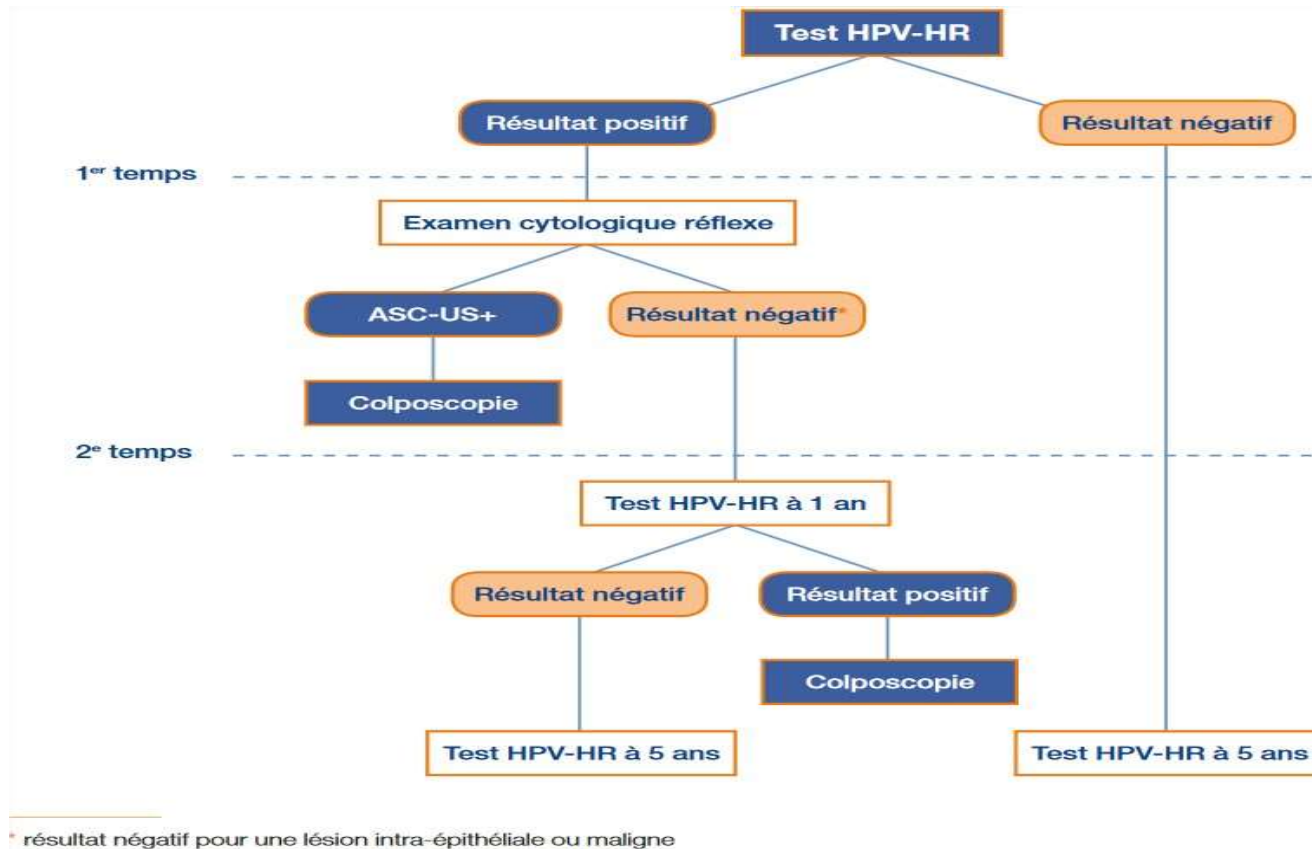 Test HPV-HR
Résultat positif
Résultat négatif
1er temps
Examen cytologique réflexe
ASC-US+
Résultat négatif*
Colposcopie
2e temps
Test HPV-HR à 1 an
Résultat négatif
Résultat positif
Colposcopie
Test HPV-HR à 5 ans
Test HPV-HR à 5 ans
* résultat négatif pour une lésion intra-épithéliale ou maligne